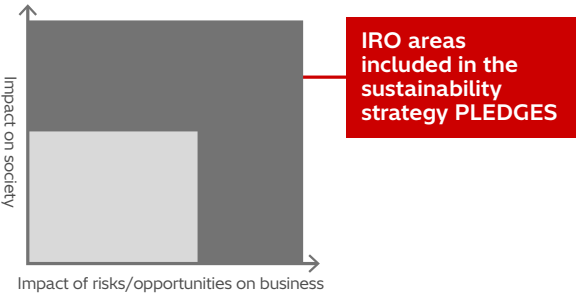 IRO areas
included in the
sustainability
strategy PLEDGES
Impact on society
Impact of risks/opportunities on business